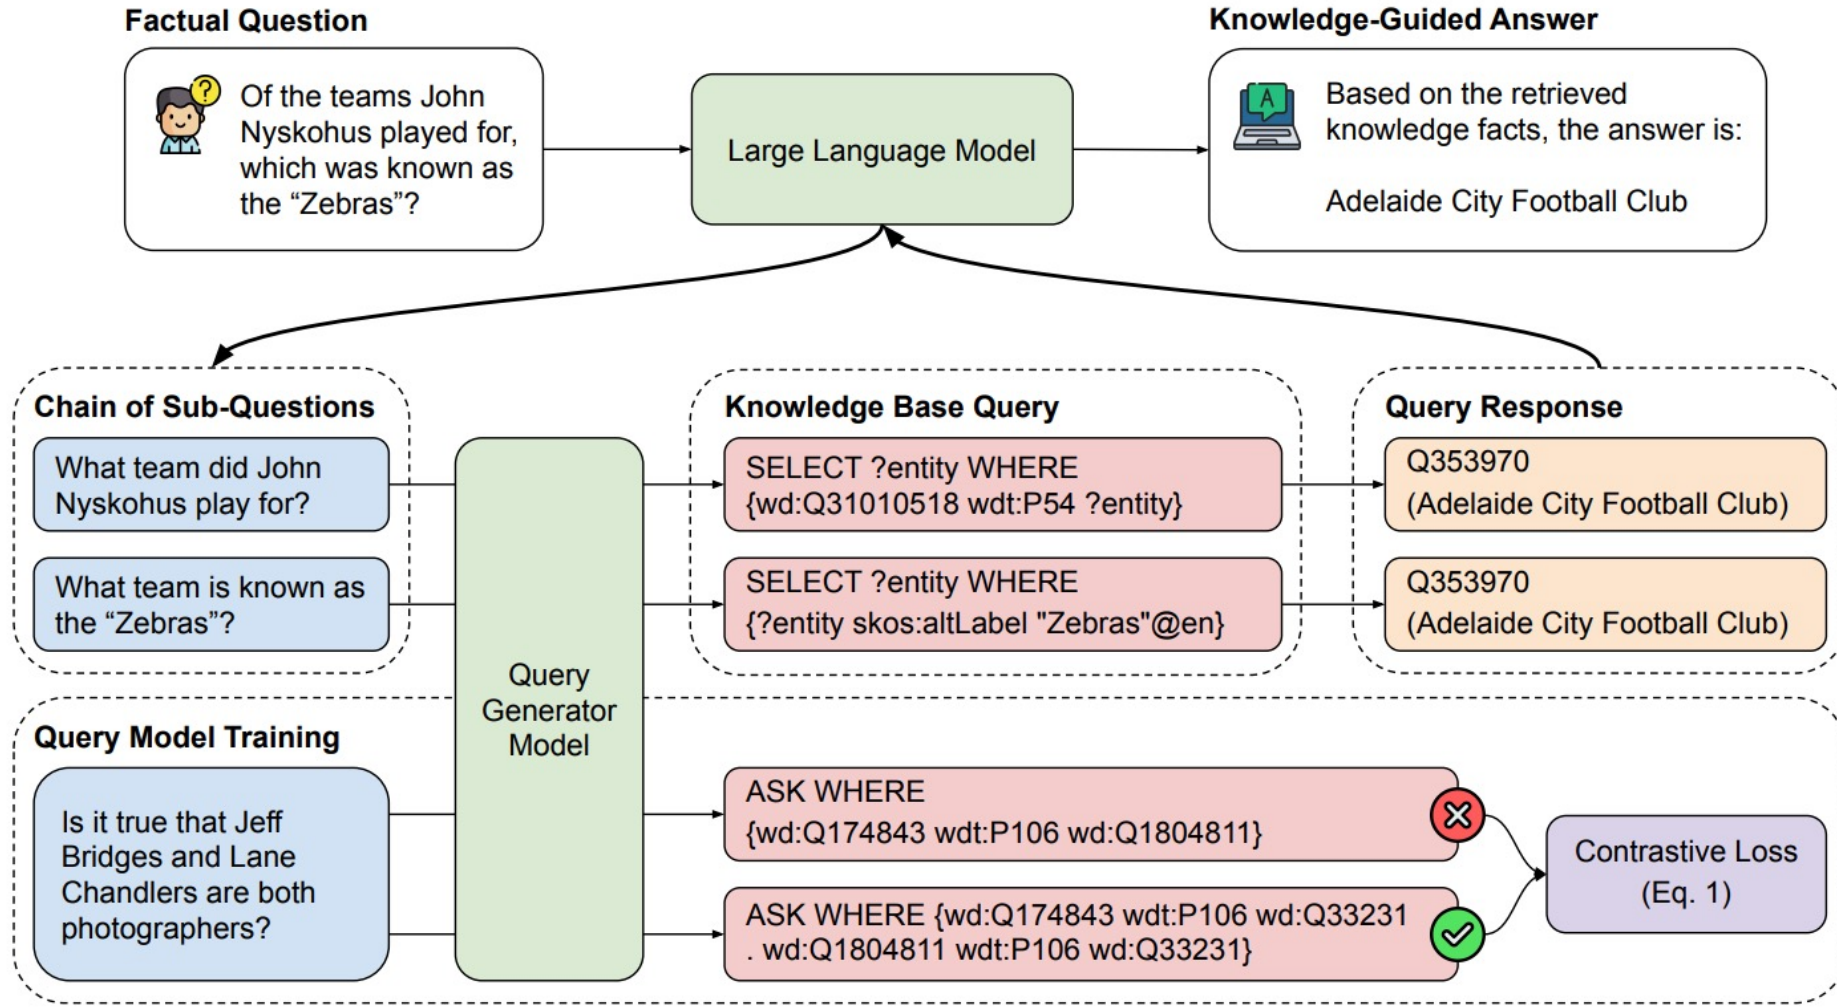 Factual Question
Of the teams John
Nyskohus played for,
which was known as
the “Zebras”?
Large Language Model
Knowledge-Guided Answer
A
Based on the retrieved
knowledge facts, the answer is:
Adelaide City Football Club
Chain of Sub-Questions
What team did John
Nyskohus play for?
What team is known as
the “Zebras”?
Query
Generator
Model
Knowledge Base Query
SELECT ?entity WHERE
{wd:Q31010518 wdt:P54 ?entity}
SELECT ?entity WHERE
{?entity skos:altLabel "Zebras"@en}
Query Response
Q353970
(Adelaide City Football Club)
Q353970
(Adelaide City Football Club)
Query Model Training
Is it true that Jeff
Bridges and Lane
Chandlers are both
photographers?
ASK WHERE
{wd:Q174843 wdt:P106 wd:Q1804811}
ASK WHERE {wd:Q174843 wdt:P106 wd:Q33231
. wd:Q1804811 wdt:P106 wd:Q33231}
Contrastive Loss
(Eq. 1)